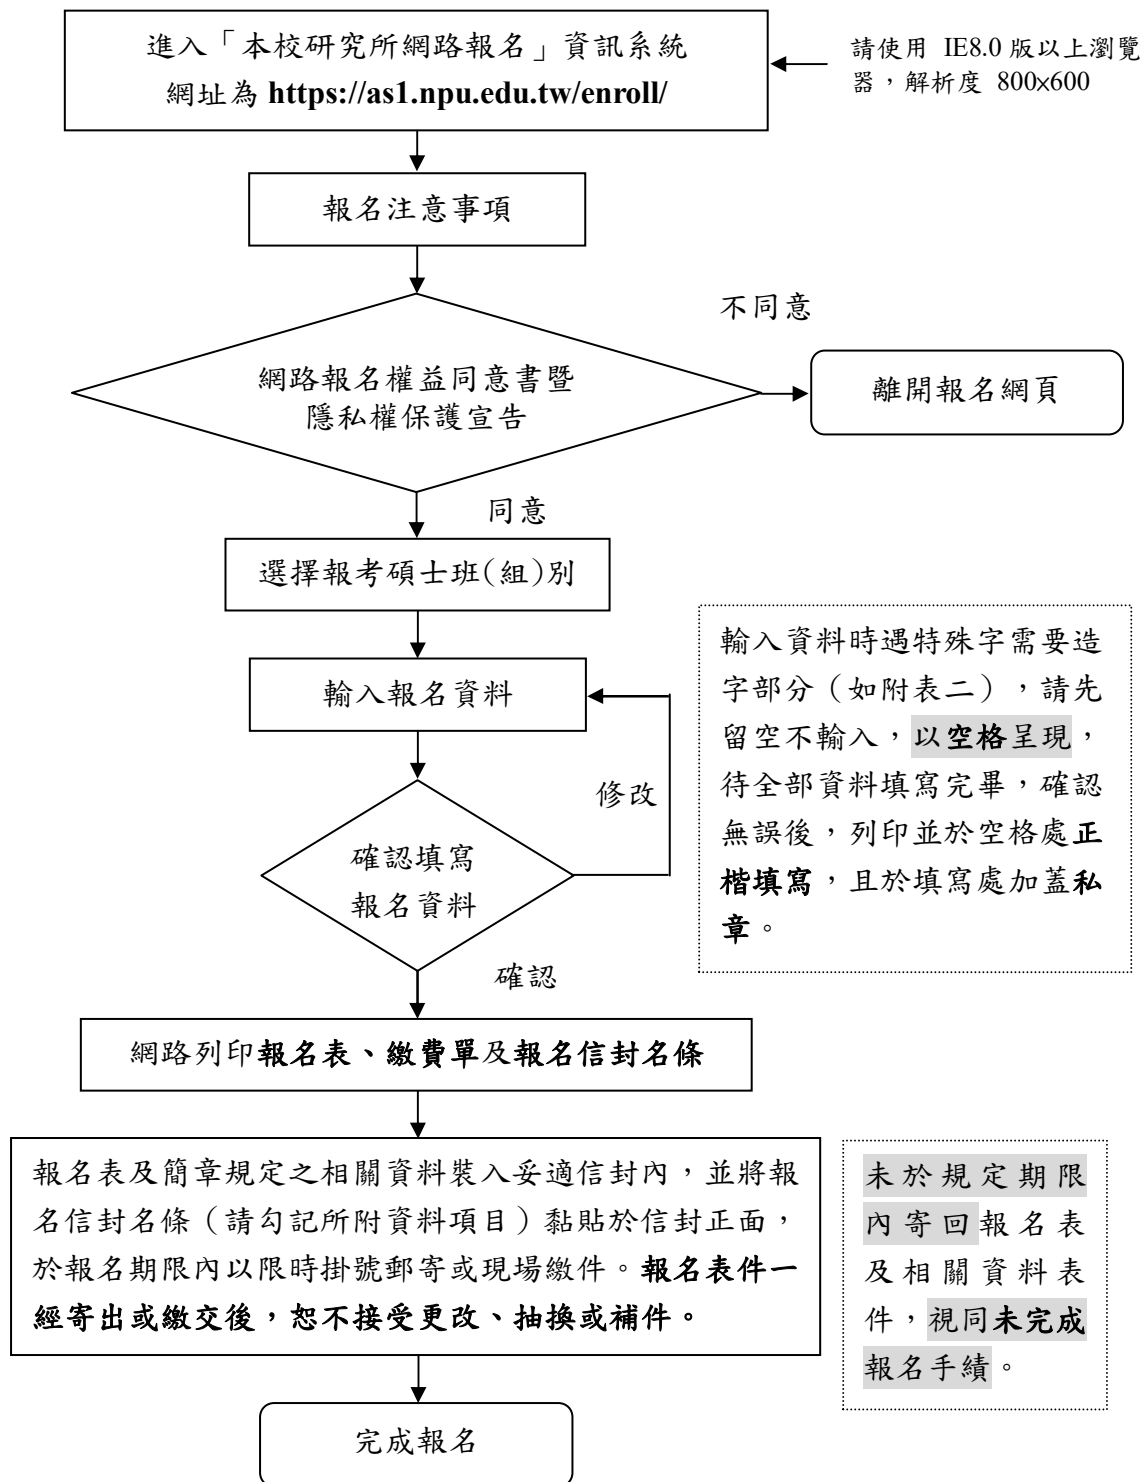 進入「本校研究所網路報名」資訊系統
網址為 https://as1.npu.edu.tw/enroll/
請使用 IE8.0 版以上瀏覽
器，解析度 800×600
報名注意事項
不同意
網路報名權益同意書暨
隱私權保護宣告
離開報名網頁
同意
選擇報考碩士班(組)別
輸入報名資料
修改
輸入資料時遇特殊字需要造
字部分（如附表二），請先
留空不輸入，以空格呈現，
待全部資料填寫完畢，確認
無誤後，列印並於空格處正
楷填寫，且於填寫處加蓋私
章。
確認填寫
報名資料
確認
網路列印報名表、繳費單及報名信封名條
報名表及簡章規定之相關資料裝入妥適信封內，並將報
名信封名條（請勾記所附資料項目）黏貼於信封正面，
於報名期限內以限時掛號郵寄或現場繳件。報名表件一
經寄出或繳交後，恕不接受更改、抽換或補件。
未於規定期限
內寄回報名表
及相關資料表
件，視同未完成
報名手續。
完成報名